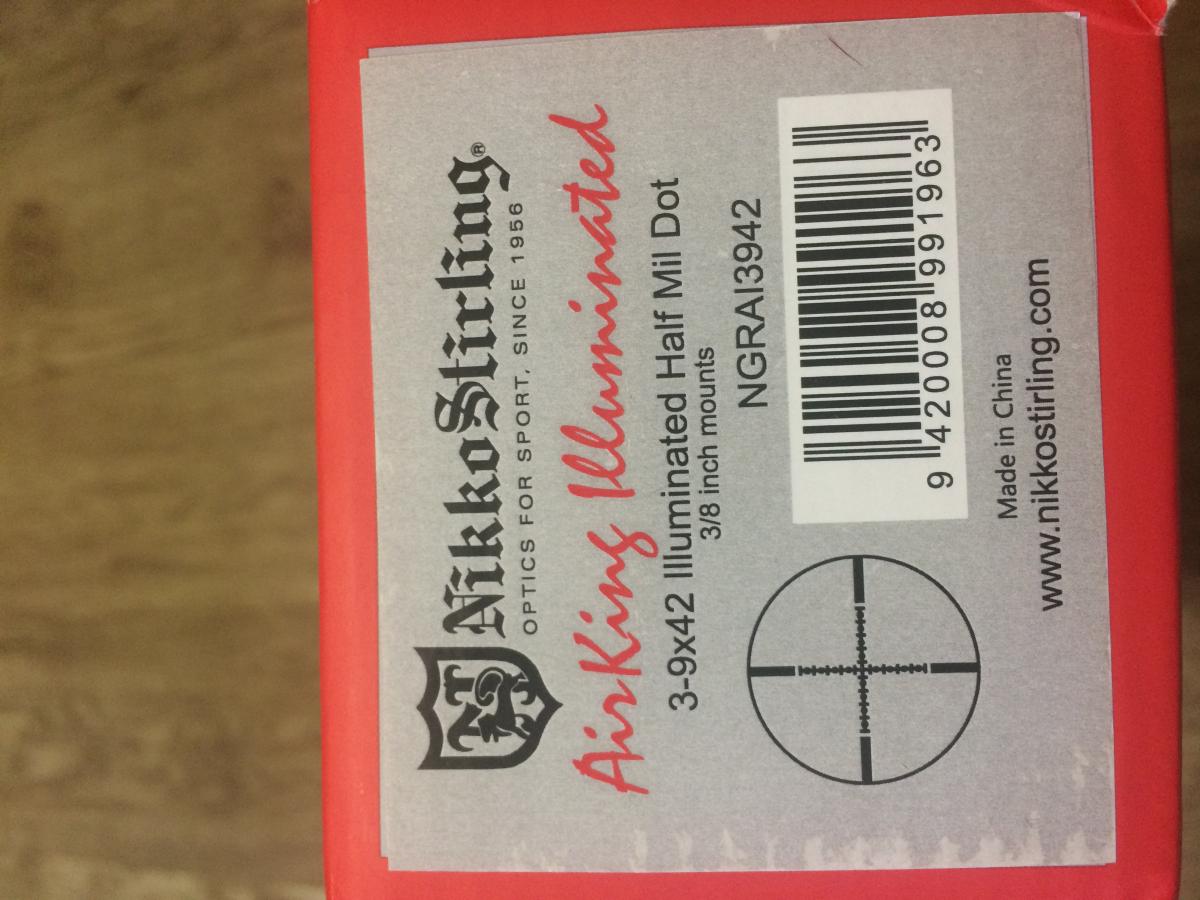 NikkoStirling®
OPTICS FOR SPORT, SINCE 1956
AirKing Illuminated
3-9x42 Illuminated Half Mil Dot
3/8 inch mounts
NGRAI3942
9 420008 991963
Made in China
www.nikkostirling.com